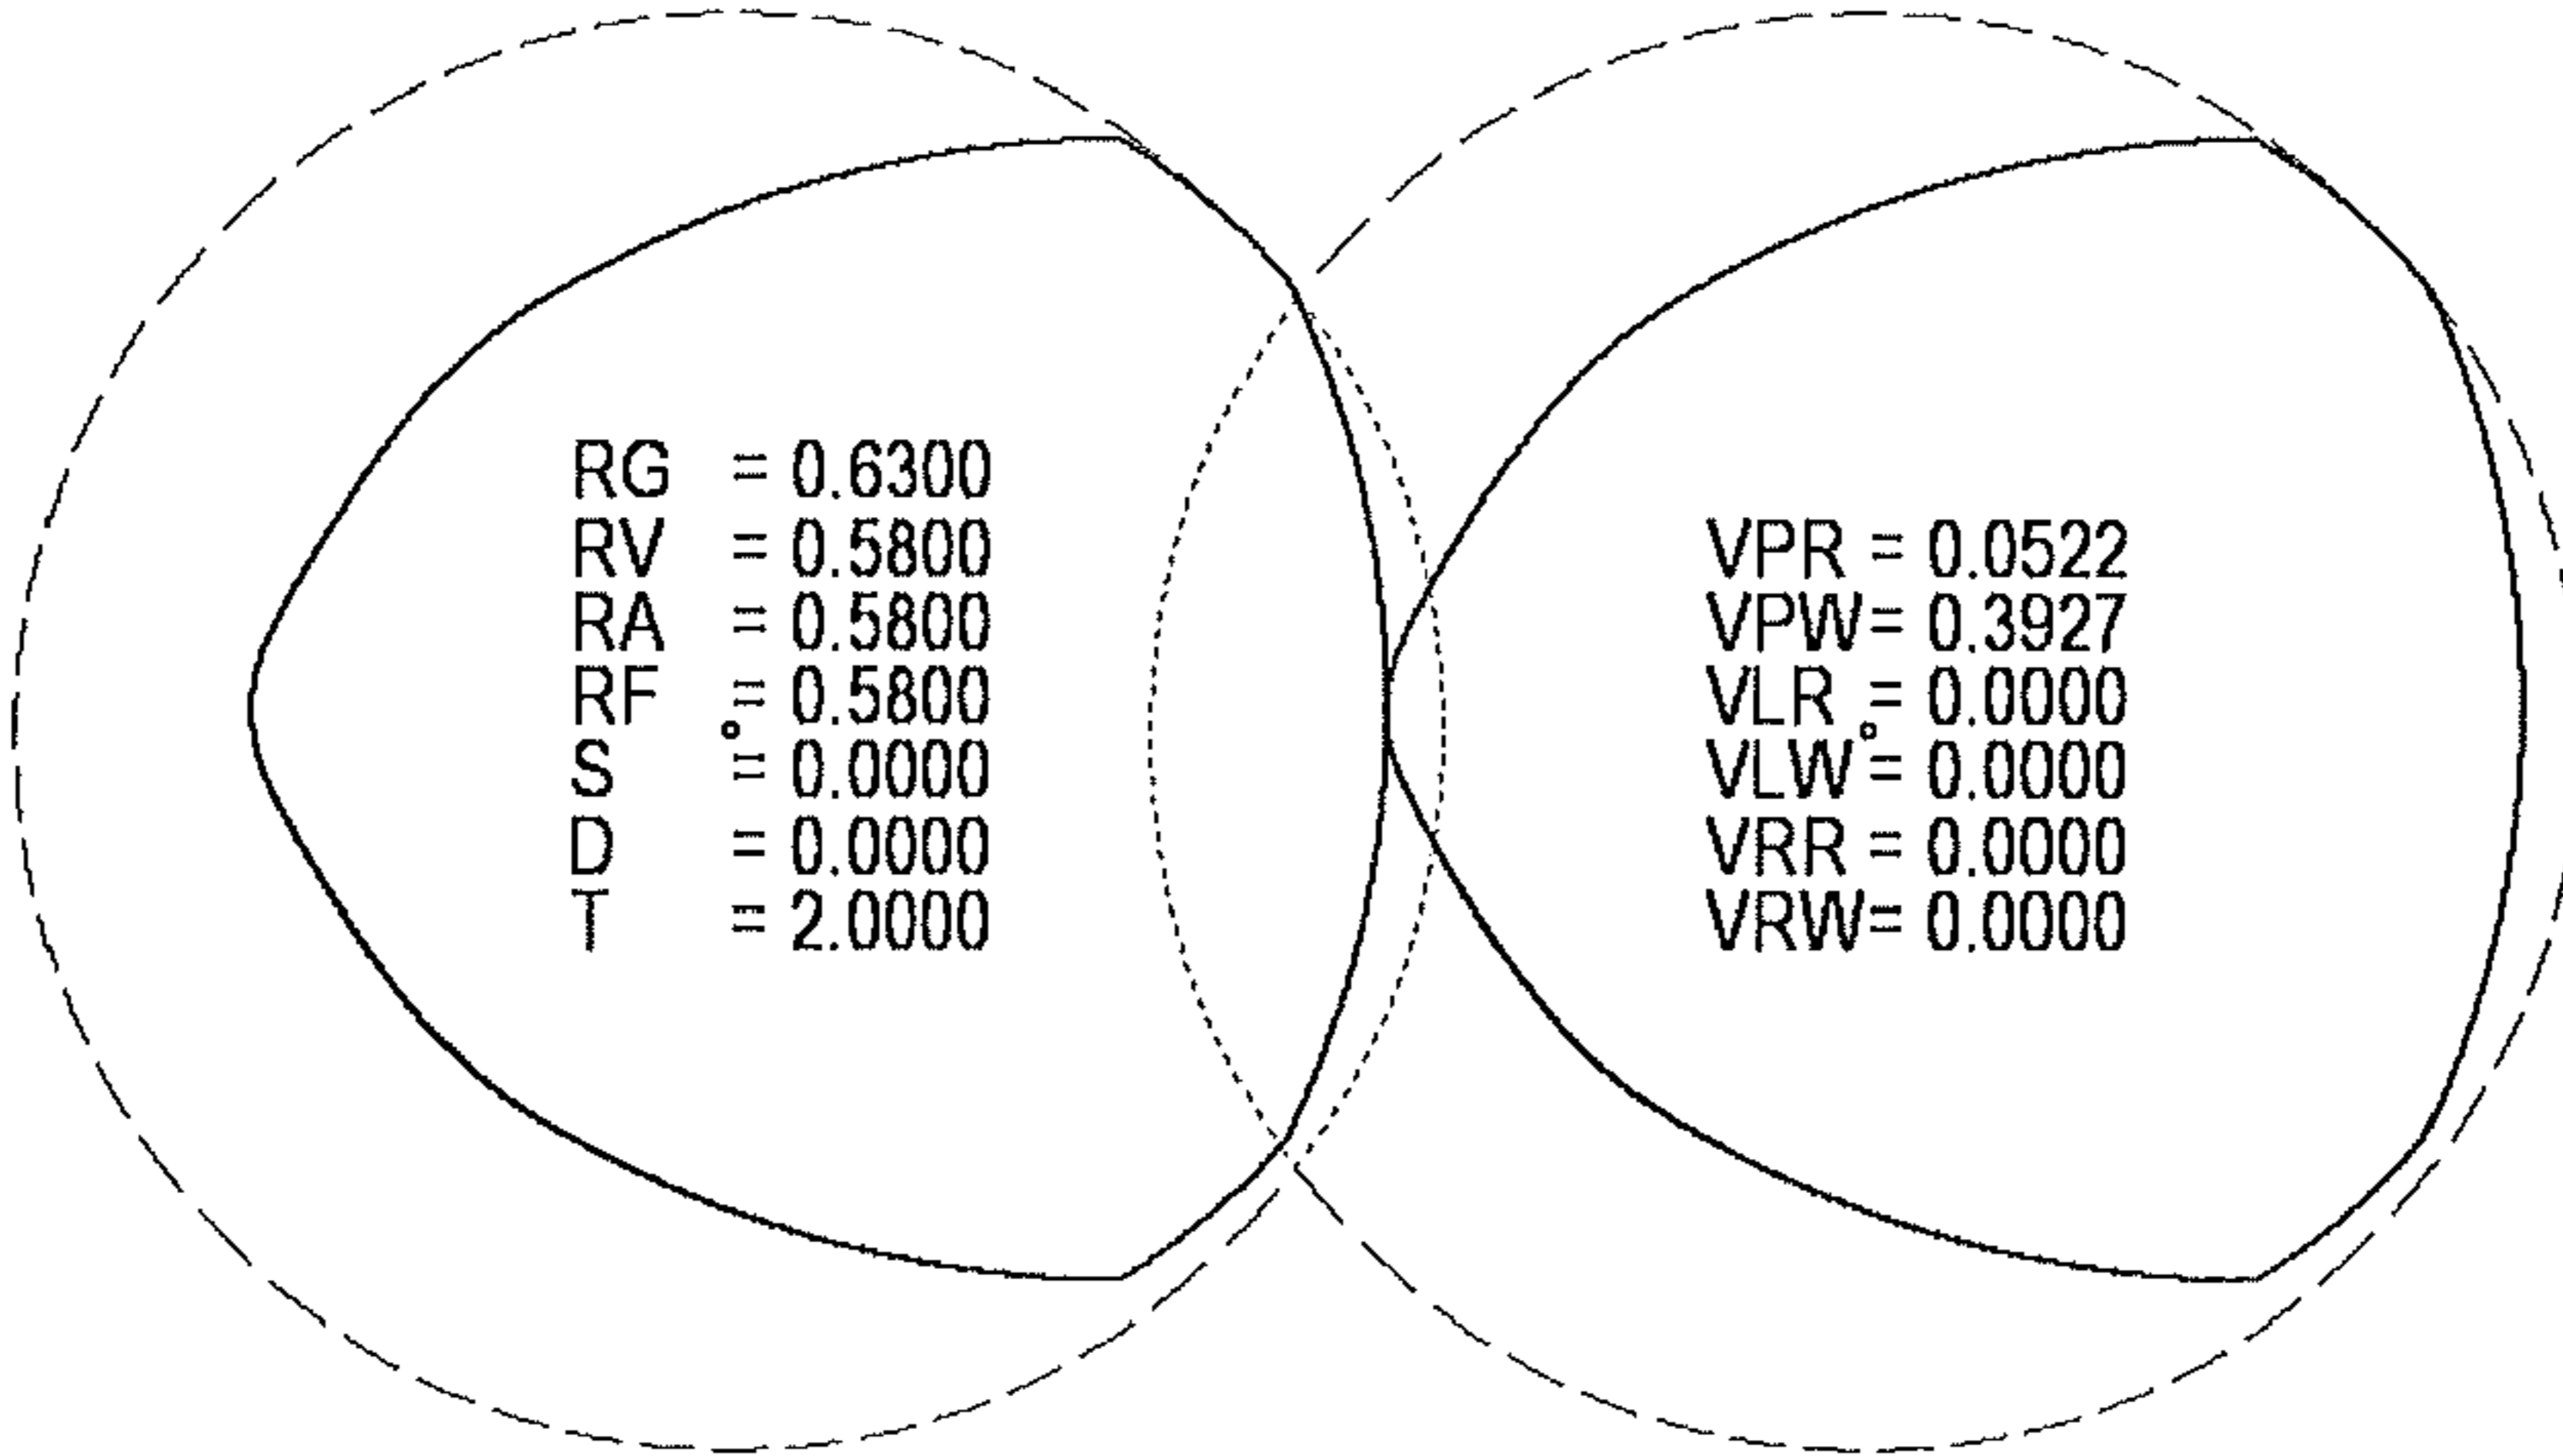 RG = 0.6300
RV = 0.5800
RA = 0.5800
RF = 0.5800
S = 0.0000
D = 0.0000
T = 2.0000
VPR = 0.0522
VPW = 0.3927
VLR = 0.0000
VLW = 0.0000
VRR = 0.0000
VRW = 0.0000